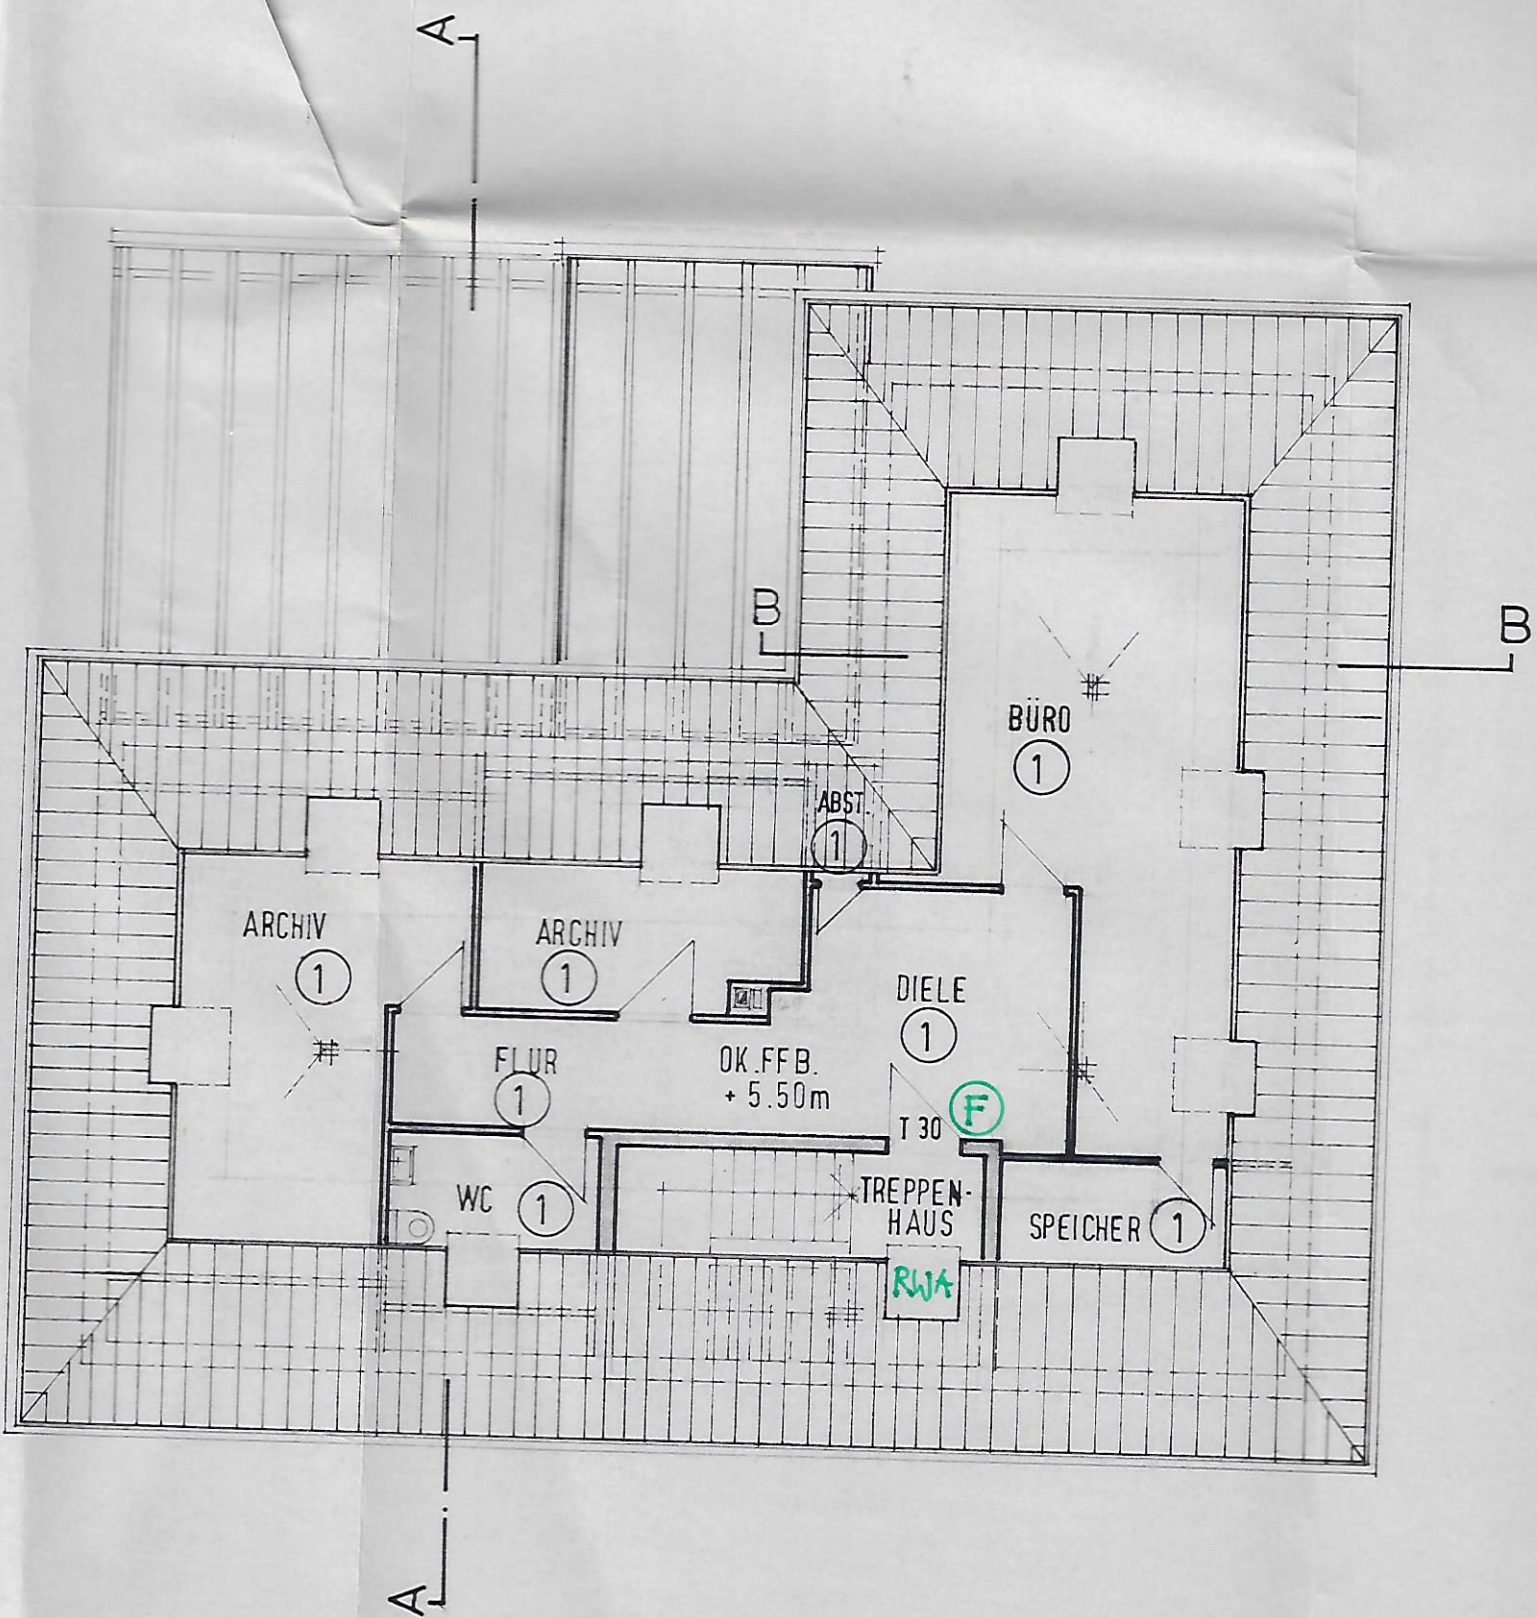 A
B
B
BÜRO
1
ABST.
1
ARCHIV
1
ARCHIV
1
DIELE
1
FLUR
1
OK.FFB.
+ 5.50m
F
T 30
WC
1
TREPPEN-
HAUS
SPEICHER
1
RWA
A